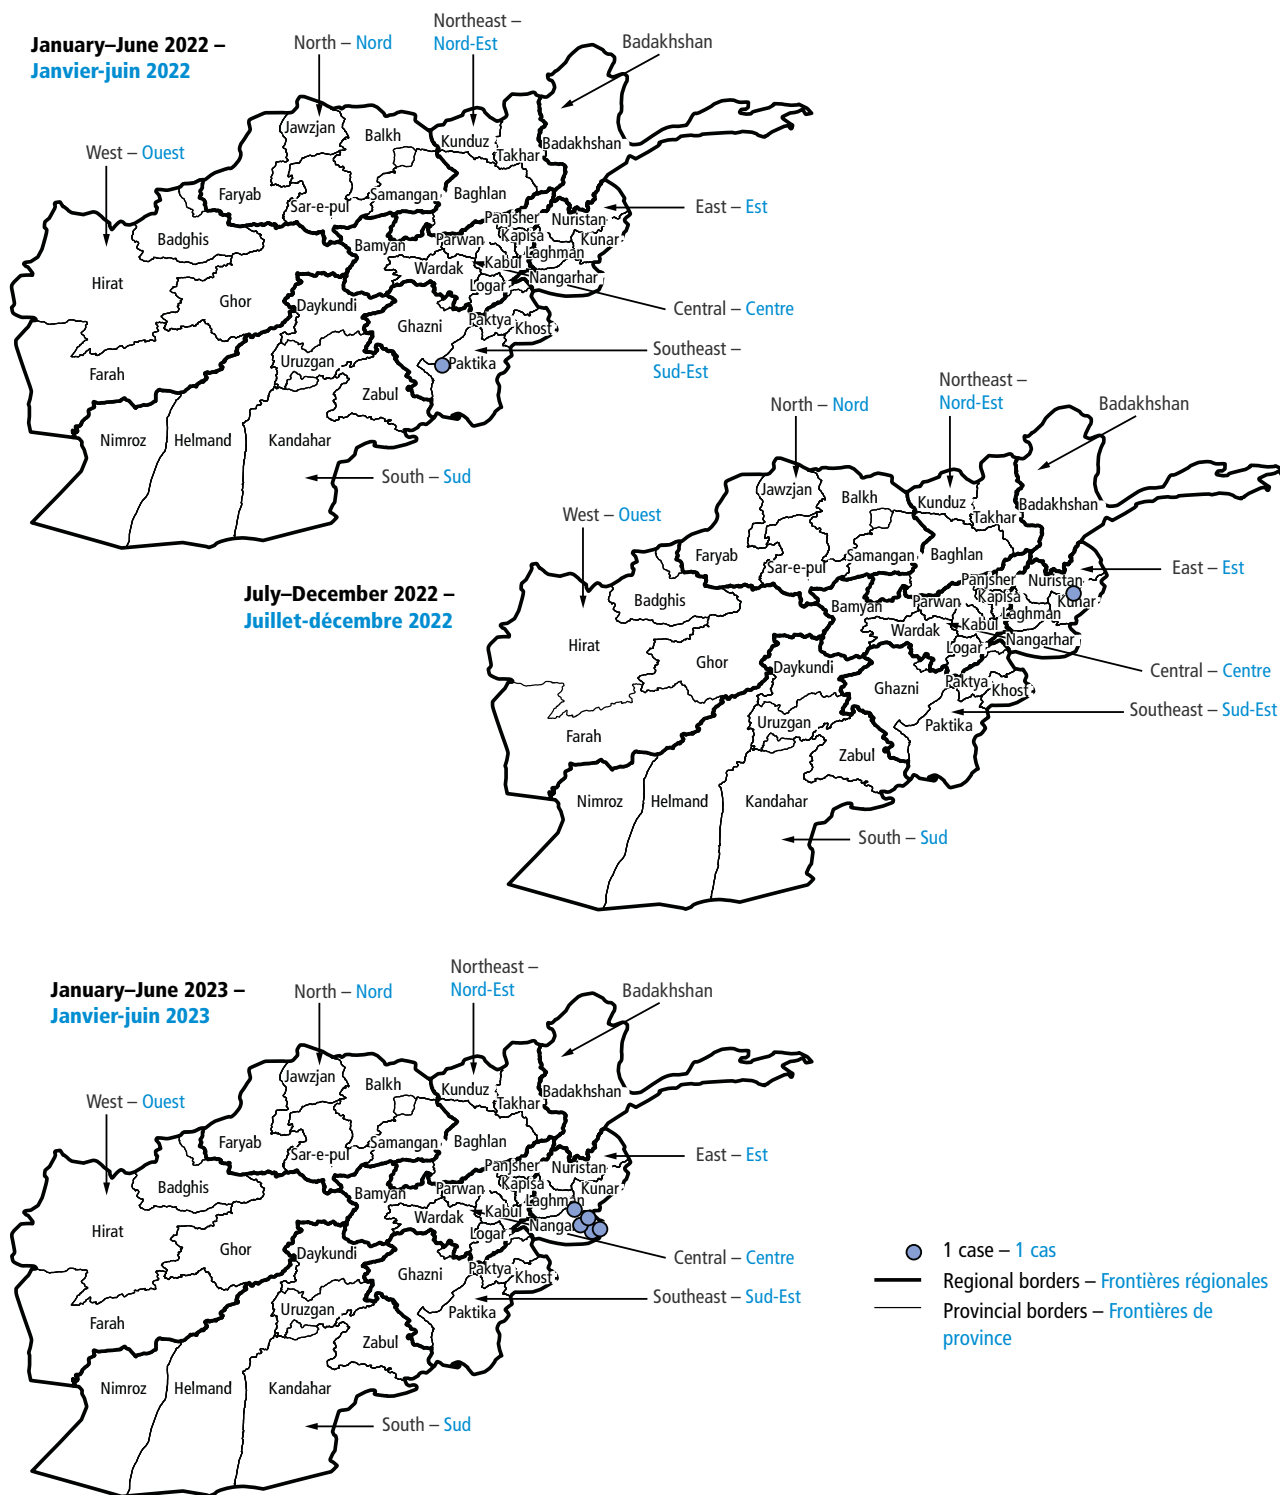 January–June 2022 –
Janvier-juin 2022
North – Nord
Northeast –
Nord-Est
Badakhshan
West – Ouest
Jawzjan
Balkh
Kunduz
Takhar
Badakhshan
Faryab
Sar-e-pul
Samangan
Baghlan
East – Est
Badghis
Panjsher
Nuristan
Bamyan
Parwan
Kapisa
Kunar
Laghman
Hirat
Wardak
Kabul
Nangarhar
Logar
Ghor
Daykundi
Central – Centre
Ghazni
Paktya
Khost
Southeast –
Sud-Est
Farah
Uruzgan
Paktika
Zabul
Nimroz
Helmand
Kandahar
South – Sud
July–December 2022 –
Juillet-décembre 2022
North – Nord
Northeast –
Nord-Est
Badakhshan
West – Ouest
Jawzjan
Balkh
Kunduz
Takhar
Badakhshan
Faryab
Sar-e-pul
Samangan
Baghlan
East – Est
Badghis
Panjsher
Nuristan
Bamyan
Parwan
Kapisa
Kunar
Laghman
Hirat
Wardak
Kabul
Nangarhar
Logar
Ghor
Daykundi
Central – Centre
Ghazni
Paktya
Khost
Southeast – Sud-Est
Farah
Uruzgan
Paktika
Zabul
Nimroz
Helmand
Kandahar
South – Sud
January–June 2023 –
Janvier-juin 2023
North – Nord
Northeast –
Nord-Est
Badakhshan
West – Ouest
Jawzjan
Balkh
Kunduz
Takhar
Badakhshan
Faryab
Sar-e-pul
Samangan
Baghlan
East – Est
Badghis
Panjsher
Nuristan
Bamyan
Parwan
Kapisa
Kunar
Laghman
Hirat
Wardak
Kabul
Nanga
Logar
Ghor
Daykundi
Central – Centre
Ghazni
Paktya
Khost
Southeast – Sud-Est
Farah
Uruzgan
Paktika
Zabul
Nimroz
Helmand
Kandahar
South – Sud
1 case – 1 cas
Regional borders – Frontières régionales
Provincial borders – Frontières de
province